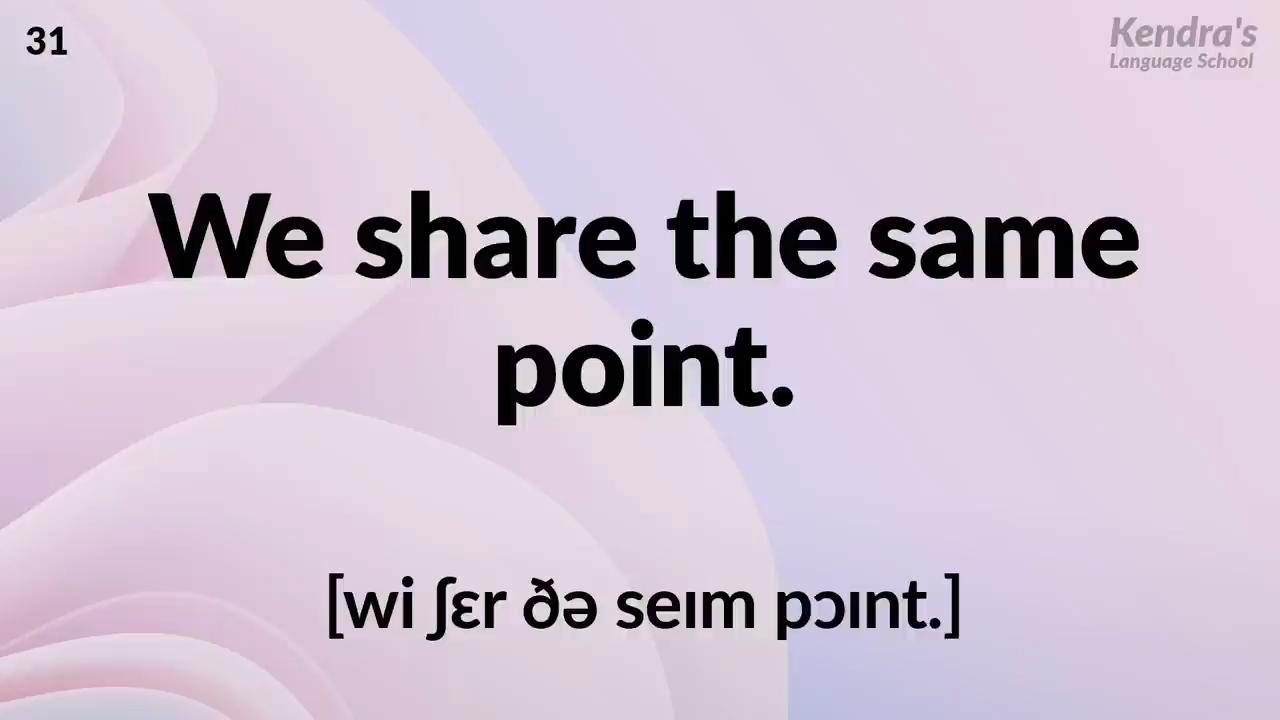 31
Kendra's
Language School
We share the same
point.
[wi ʃɛr ðə seɪm pɔɪnt.]